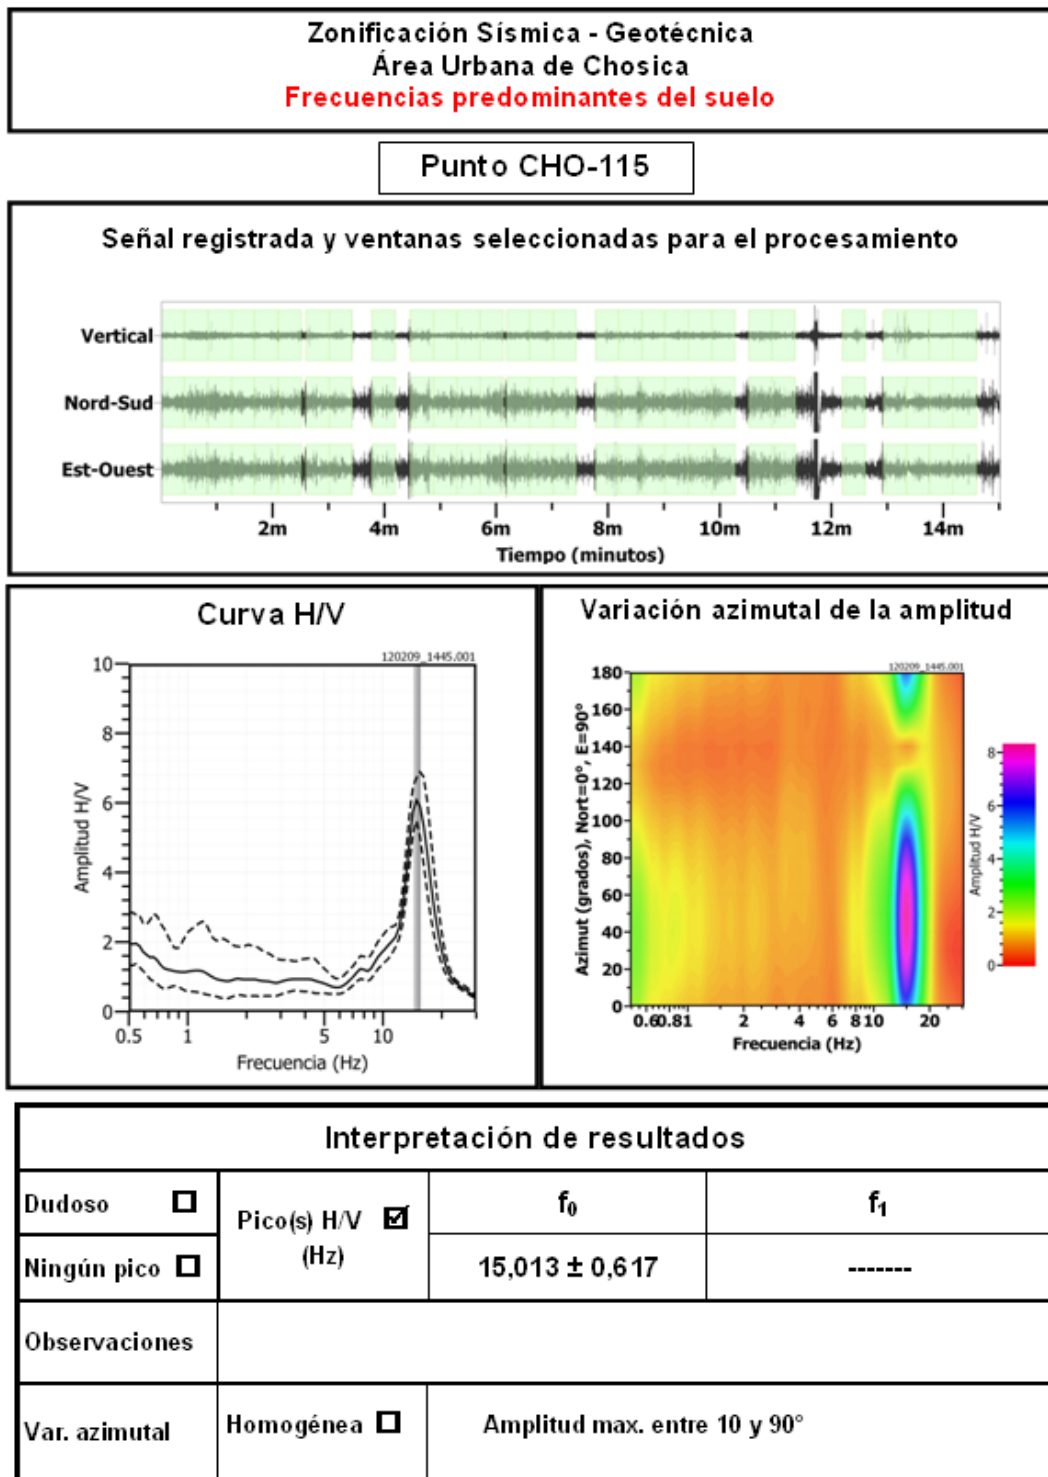 Zonificación Sísmica - Geotécnica
Área Urbana de Chosica
Frecuencias predominantes del suelo
Punto CHO-115
Señal registrada y ventanas seleccionadas para el procesamiento
Vertical
Nord-Sud
Est-Ouest
2m 4m 6m 8m 10m 12m 14m
Tiempo (minutos)
Curva H/V
120209_1445.001
10
8
6
4
2
0
Amplitud H/V
0.5 1 5 10
Frecuencia (Hz)
Variación azimutal de la amplitud
120209_1445.001
180
160
140
120
100
80
60
40
20
0
Azimut (grados), Nort=0°, E=90°
0.60.81 2 4 6 8 10 20
Frecuencia (Hz)
8
6
4
2
0
Amplitud H/V
Interpretación de resultados
Dudoso
Pico(s) H/V
(Hz)
f₀
f₁
Ningún pico
15,013 ± 0,617
-------
Observaciones
Var. azimutal
Homogénea
Amplitud max. entre 10 y 90°